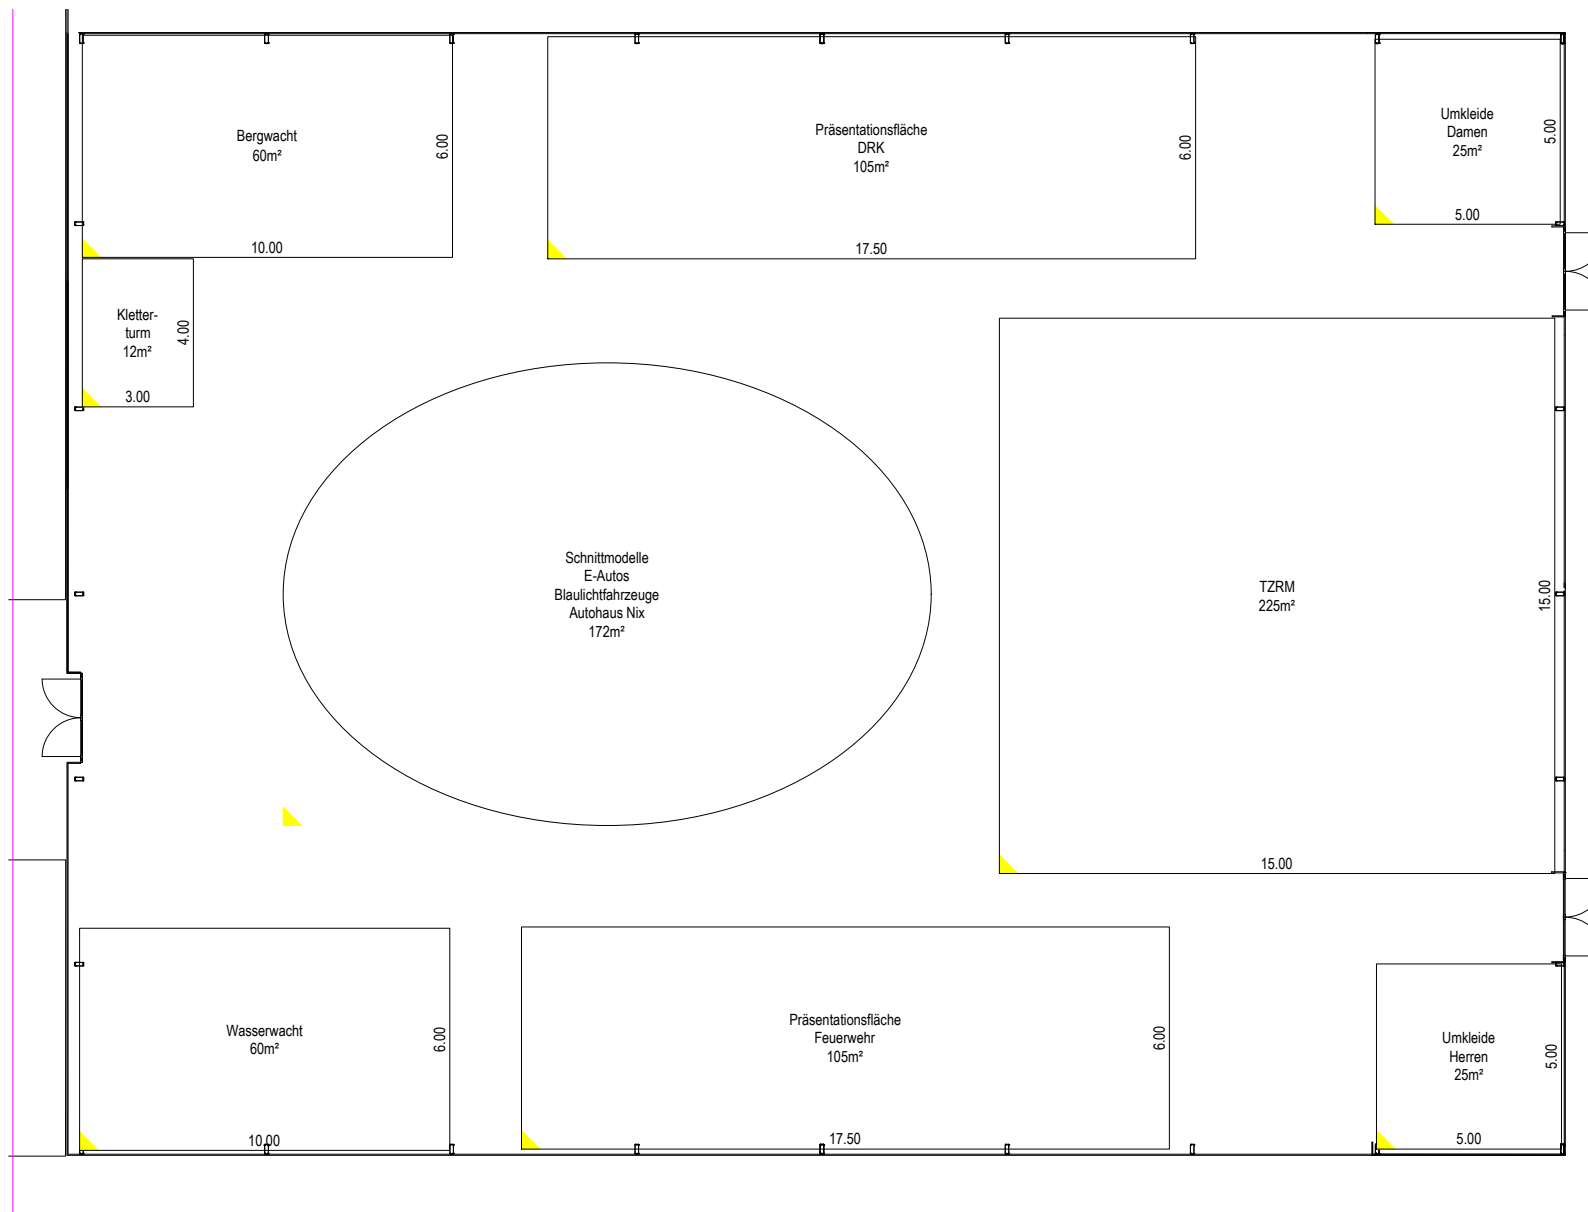 Bergwacht
60m²
6.00
10.00
Präsentationsfläche
DRK
105m²
6.00
17.50
Umkleide
Damen
25m²
5.00
5.00
Kletter-
turm
12m²
4.00
3.00
Schnittmodelle
E-Autos
Blaulichtfahrzeuge
Autohaus Nix
172m²
TZRM
225m²
15.00
15.00
Wasserwacht
60m²
6.00
10.00
Präsentationsfläche
Feuerwehr
105m²
6.00
17.50
Umkleide
Herren
25m²
5.00
5.00